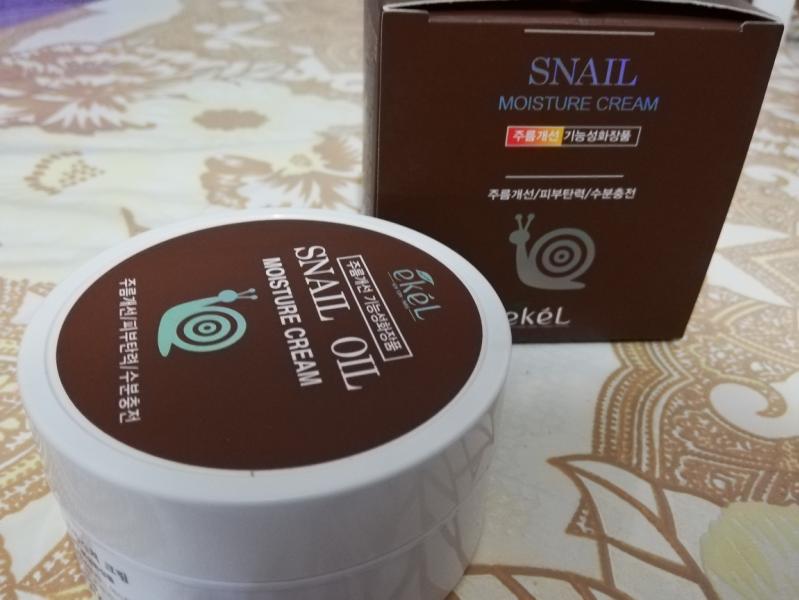 SNAIL
MOISTURE CREAM
주름개선 기능성화장품
주름개선/피부탄력/수분충전
ekéL
ekéL
주름개선 기능성화장품
SNAIL OIL
MOISTURE CREAM
주름개선/피부탄력/수분충전